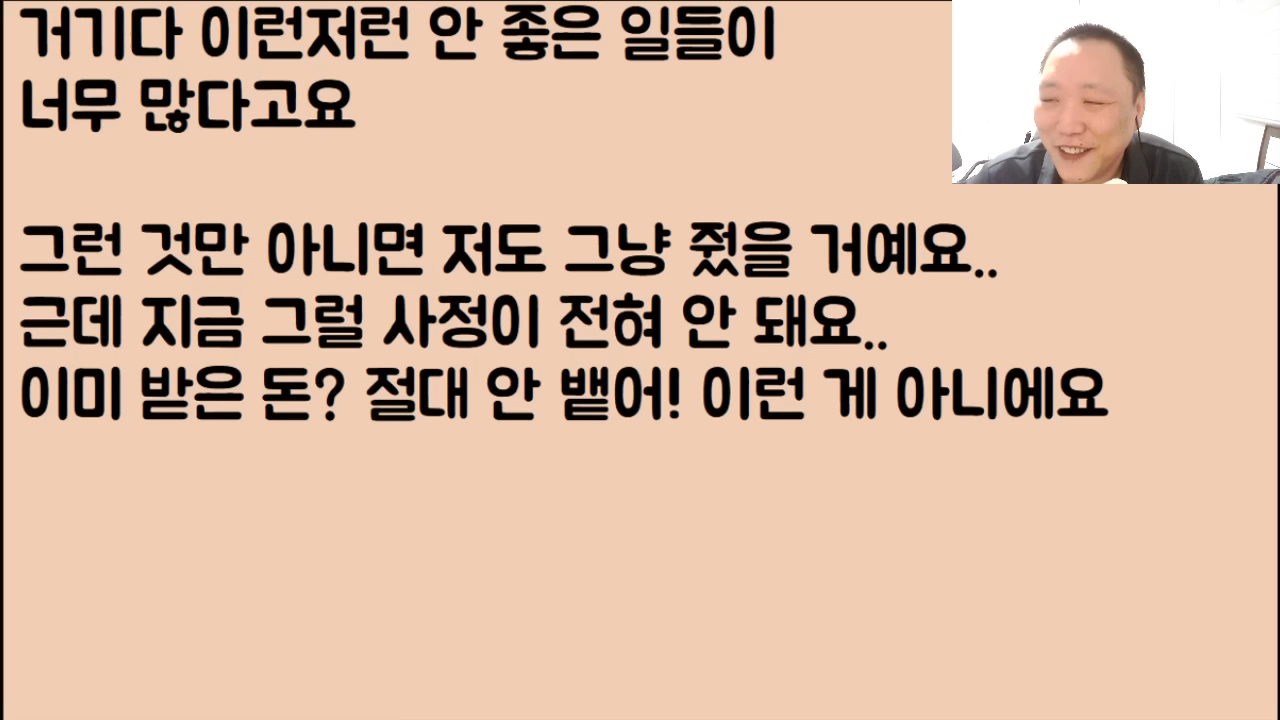 거기다 이런저런 안 좋은 일들이
너무 많다고요
그런 것만 아니면 저도 그냥 줬을 거예요..
근데 지금 그럴 사정이 전혀 안 돼요..
이미 받은 돈? 절대 안 뱉어! 이런 게 아니에요